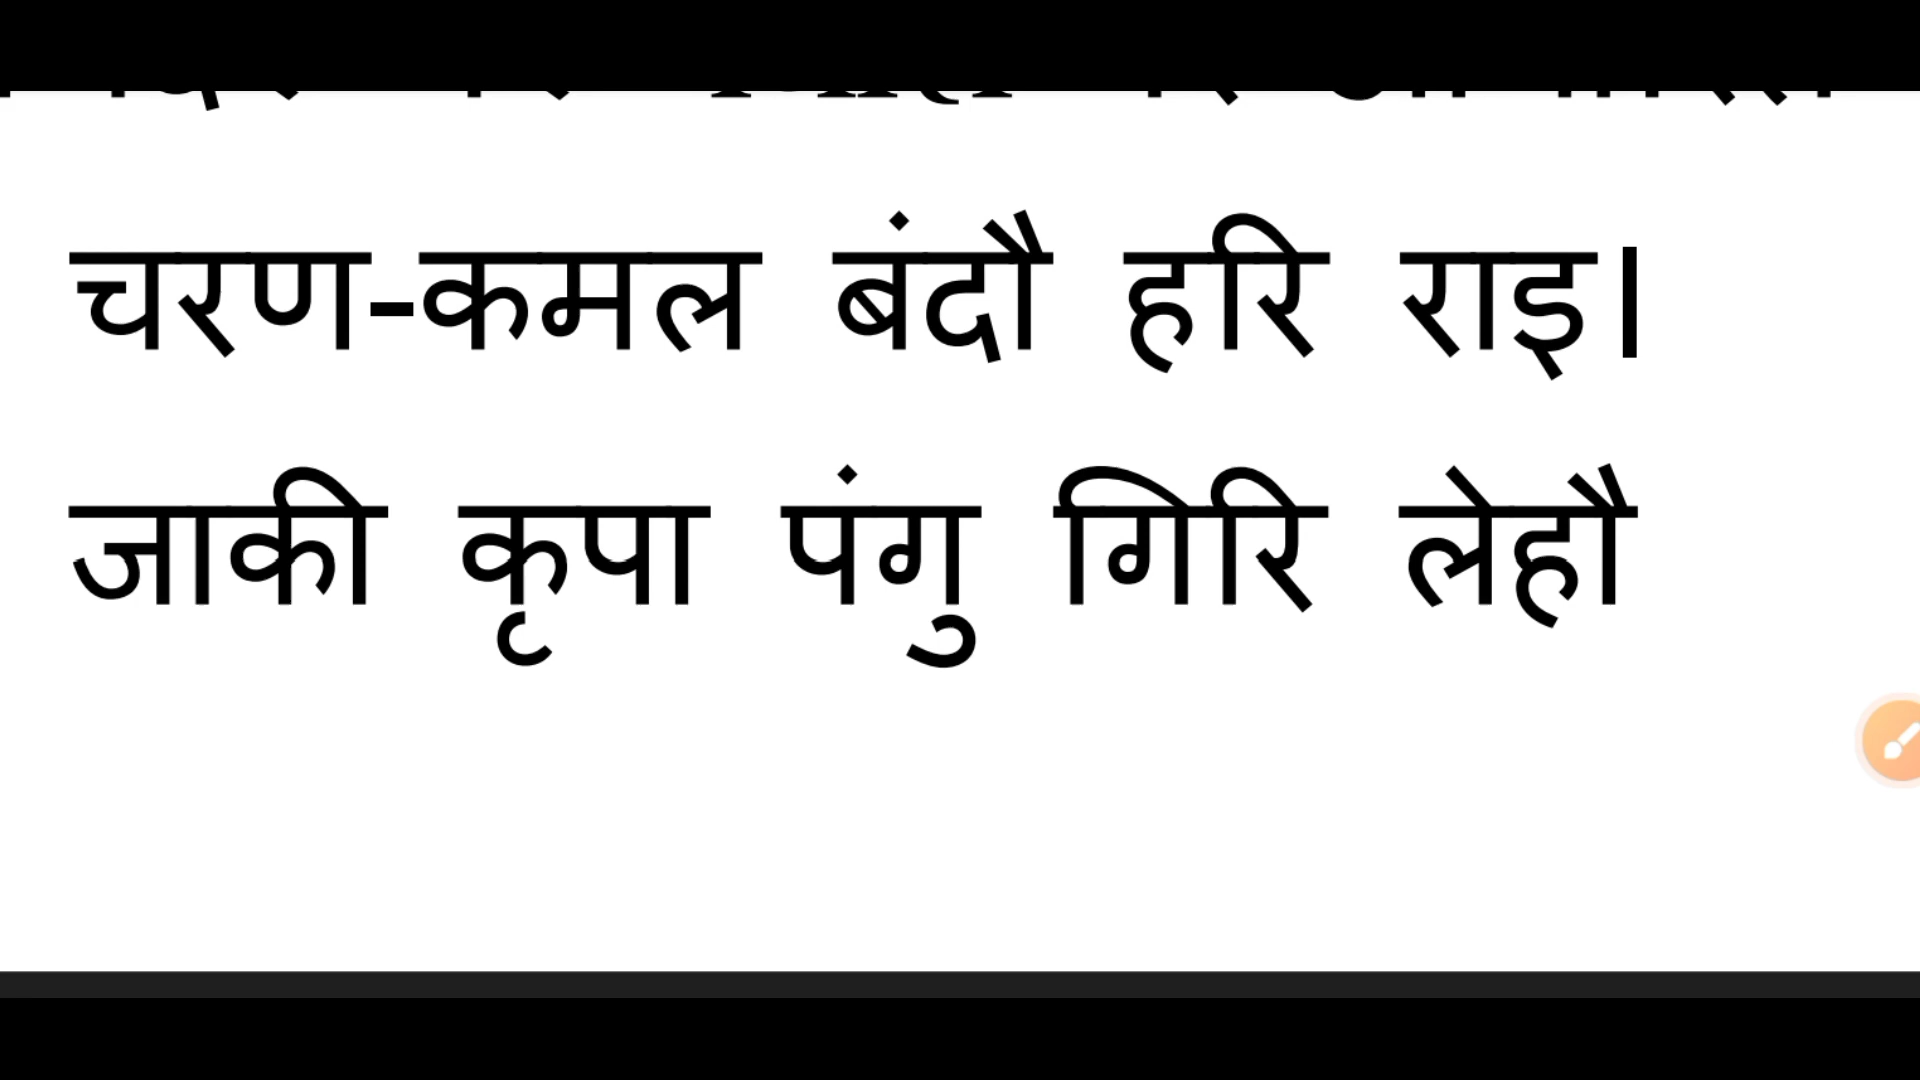 चरण-कमल बंदौ हरि राइ।
जाकी कृपा पंगु गिरि लेहौ